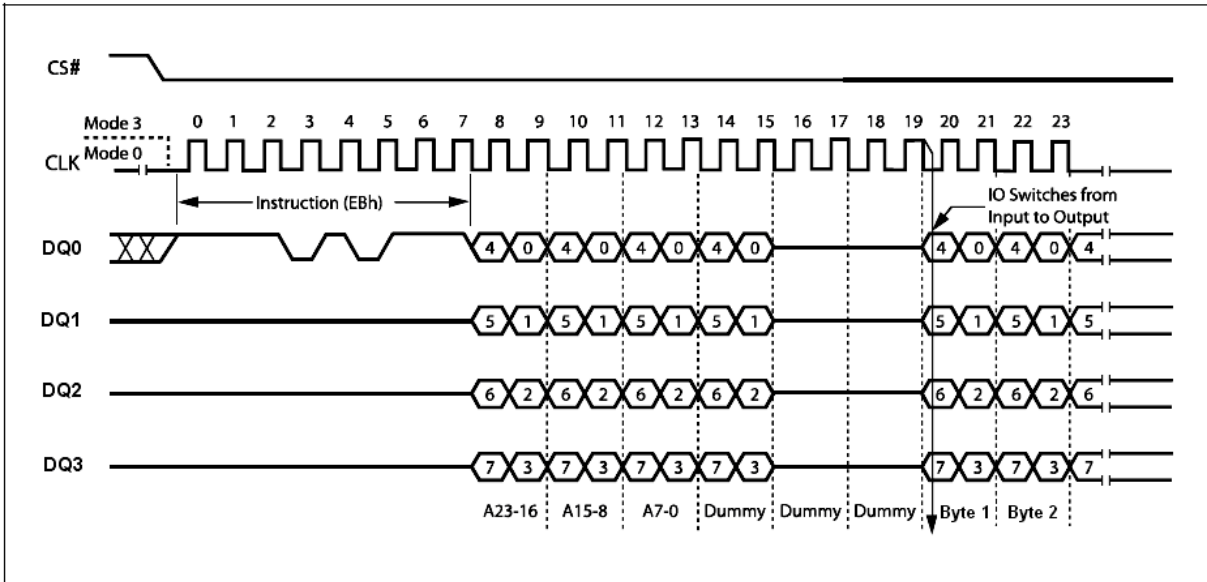 CS#
Mode 3
0 1 2 3 4 5 6 7 8 9 10 11 12 13 14 15 16 17 18 19 20 21 22 23
CLK
Mode 0
Instruction (EBh)
IO Switches from
Input to Output
DQ0
4 0 4 0 4 0 4 0 4 0 4 0 4
DQ1
5 1 5 1 5 1 5 1 5 1 5 1 5
DQ2
6 2 6 2 6 2 6 2 6 2 6 2 6
DQ3
7 3 7 3 7 3 7 3 7 3 7 3 7
A23-16 A15-8 A7-0 Dummy Dummy Dummy Byte 1 Byte 2